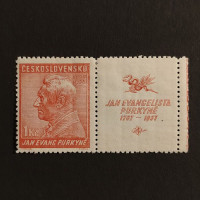 ČESKOSLOVENSKO
1 Kč
JAN EVANG. PURKYNĚ
JAN EVANGELISTA
PURKYNĚ
1787 - 1937